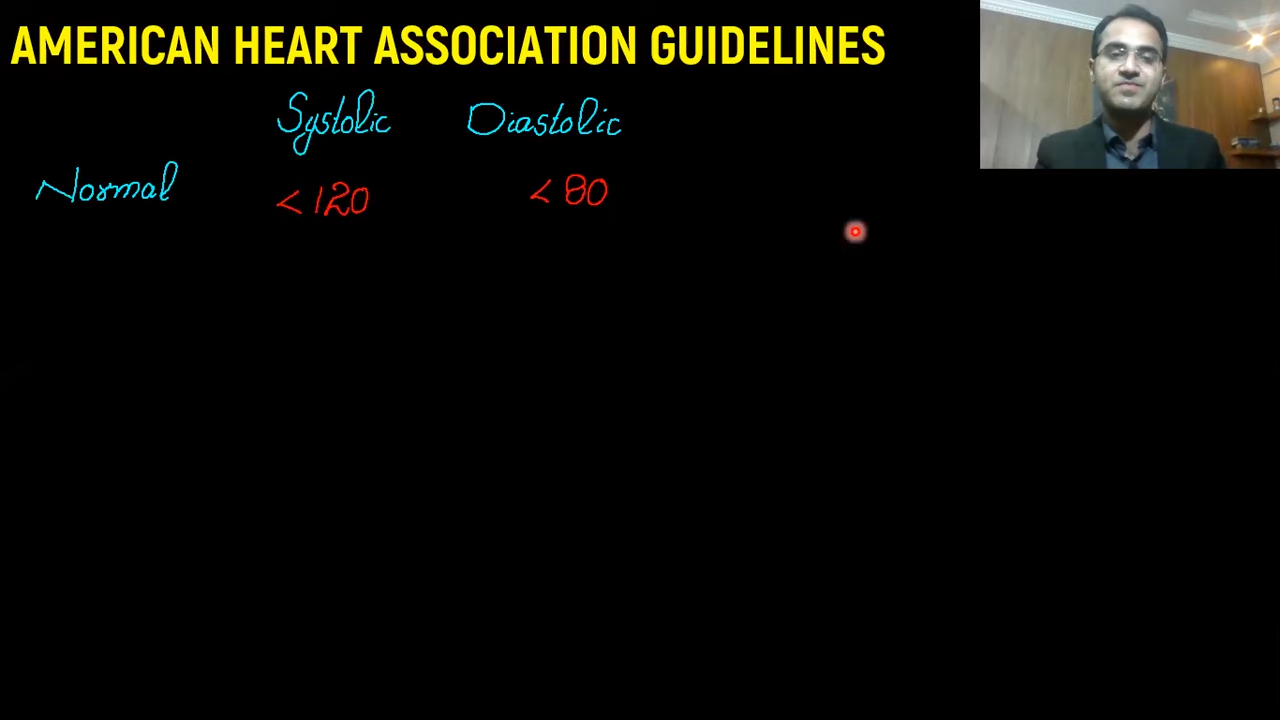 AMERICAN HEART ASSOCIATION GUIDELINES
Systolic Diastolic
Normal <120 <80